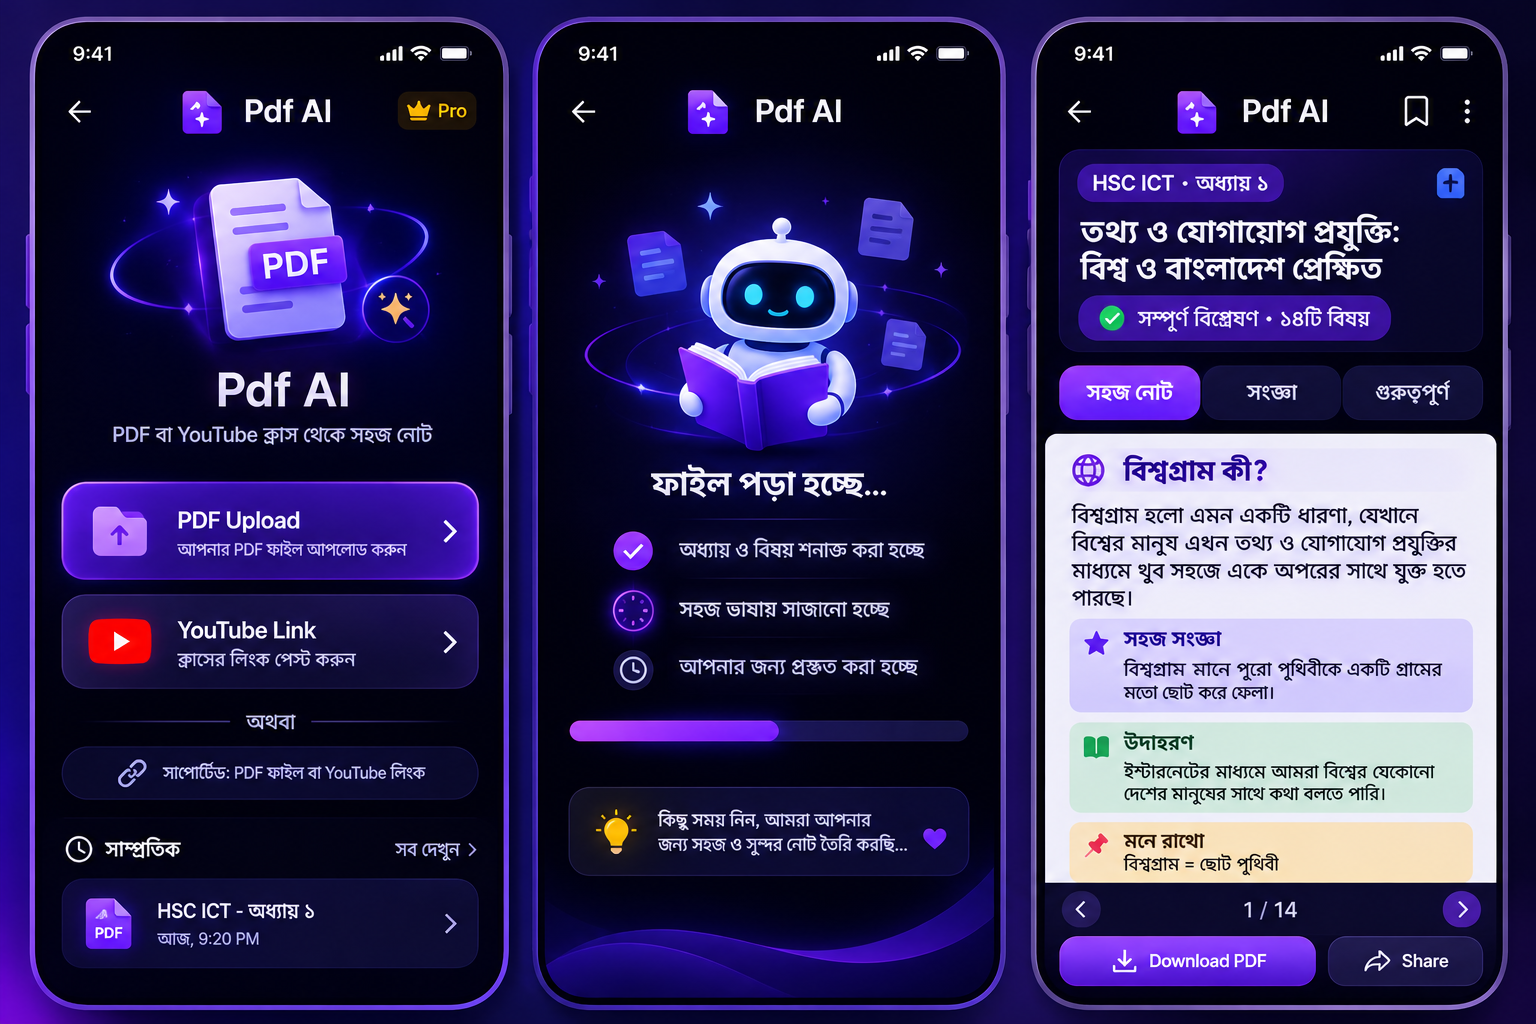 9:41
Pdf AI
Pro
PDF
Pdf AI
PDF বা YouTube ক্লাস থেকে সহজ নোট
PDF Upload
আপনার PDF ফাইল আপলোড করুন
YouTube Link
ক্লাসের লিংক পেস্ট করুন
অথবা
সাপোর্টেড: PDF ফাইল বা YouTube লিংক
সাম্প্রতিক
সব দেখুন
PDF
HSC ICT - অধ্যায় ১
আজ, 9:20 PM
9:41
Pdf AI
ফাইল পড়া হচ্ছে...
অধ্যায় ও বিষয় শনাক্ত করা হচ্ছে
সহজ ভাষায় সাজানো হচ্ছে
আপনার জন্য প্রস্তুত করা হচ্ছে
কিছু সময় নিন, আমরা আপনার
জন্য সহজ ও সুন্দর নোট তৈরি করছি...
9:41
Pdf AI
HSC ICT • অধ্যায় ১
তথ্য ও যোগায়োগ প্রযুক্তি:
বিশ্ব ও বাংলাদেশ প্রেক্ষিত
সম্পুর্ণ • ১৪টি বিষয়
সহজ নোট
সংজ্ঞা
গুরুত্পূর্ণ
বিশ্বগ্রাম কী?
বিশ্বগ্রাম হলো এমন একটি ধারণা, যেখানে
বিশ্বের মানুয এখন তথ্য ও যোগাযোগ প্রযুক্তির
মাধ্যমে থুব সহজে একে অপরের সাথে যুক্ত হতে
পারছে।
সহজ সংজ্ঞা
বিশ্বগ্রাম মানে পুরো পৃথিবীকে একটি গ্রামের
মতো ছোট করে ফেলা।
উদাহরণ
ইন্টারনেটের মাধ্যমে আমরা বিশ্বের যেকোনো
দেশের মানুষের সাথে কথা বলতে পারি।
মনে রাথো
বিশ্বগ্রাম = ছোট পৃথিবী
1 / 14
Download PDF
Share